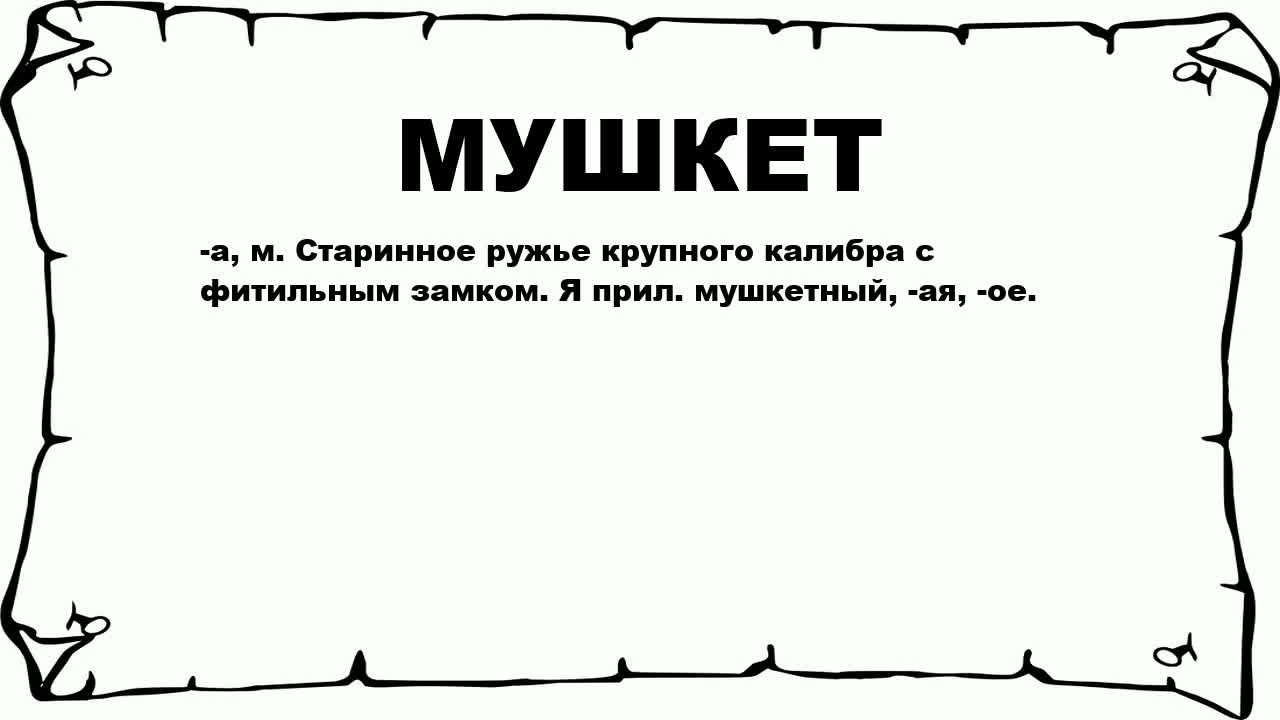 МУШКЕТ
-а, м. Старинное ружье крупного калибра с
фитильным замком. Я прил. мушкетный, -ая, -ое.